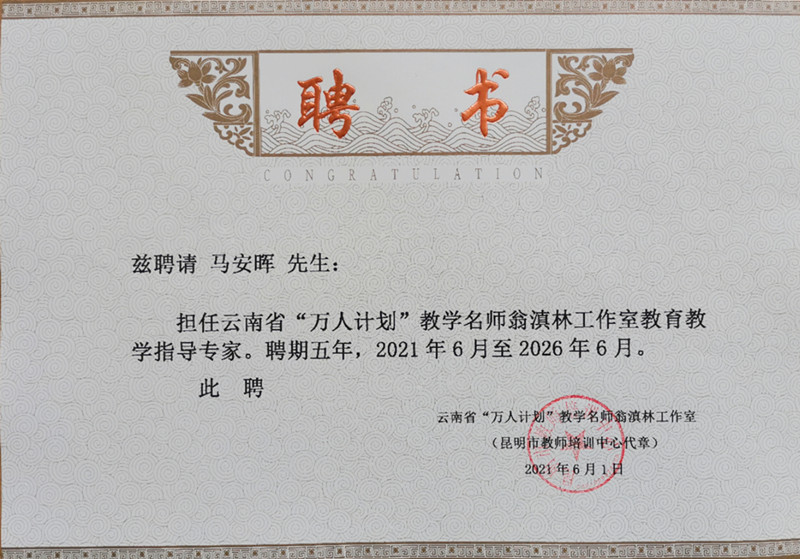 聘 书
CONGRATULATION
兹聘请 马安晖 先生：
担任云南省“万人计划”教学名师翁滇林工作室教育教
学指导专家。聘期五年，2021年6月至2026年6月。
此 聘
云南省“万人计划”教学名师翁滇林工作室
（昆明市教师培训中心代章）
2021年6月1日